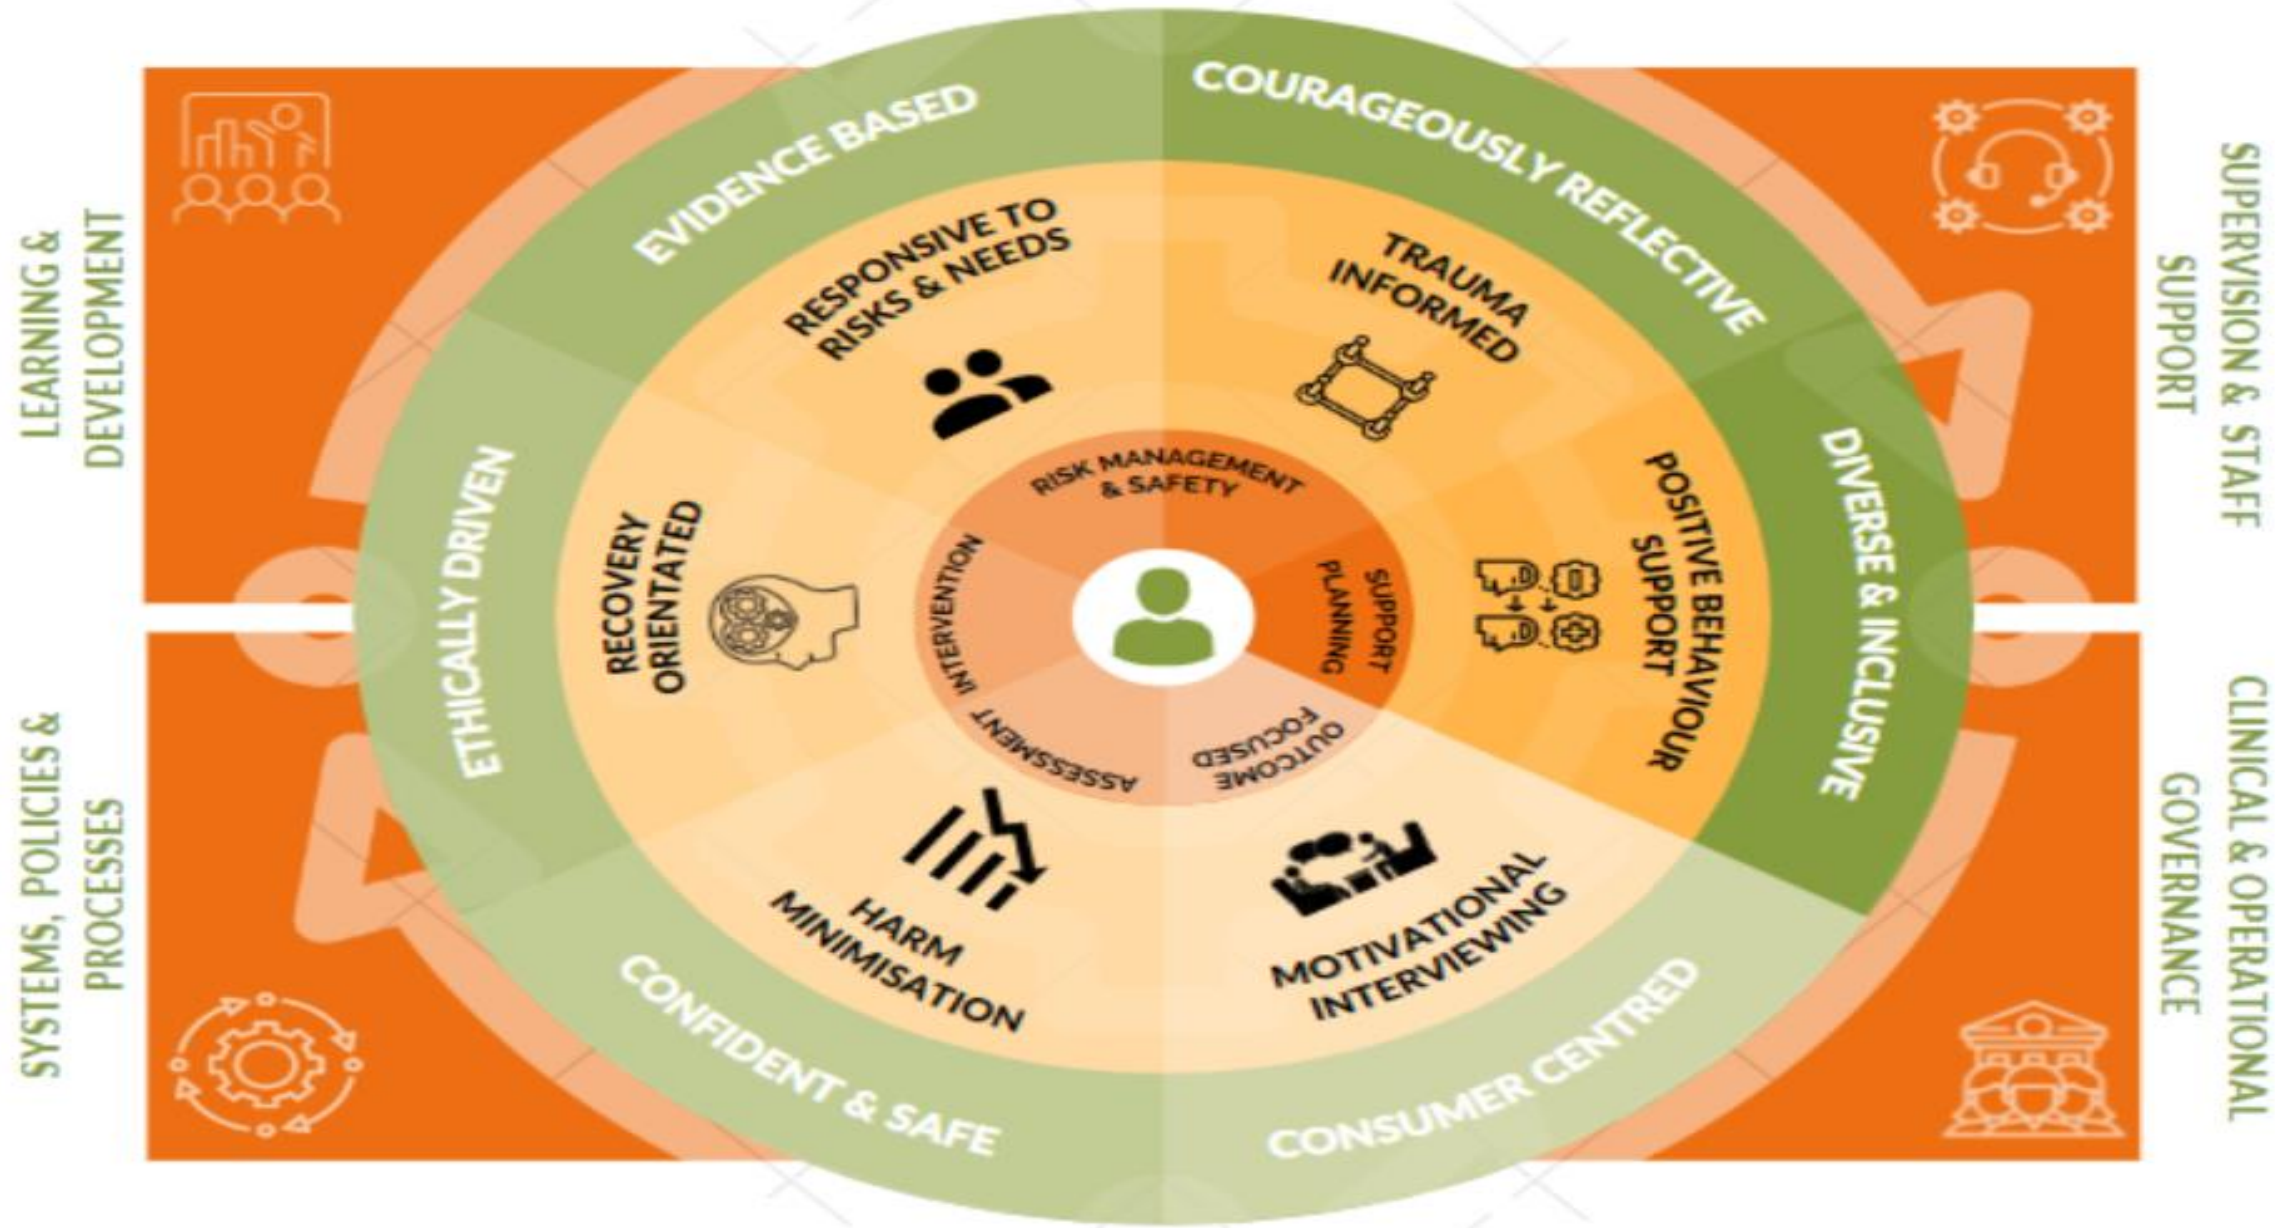 LEARNING &
DEVELOPMENT
SYSTEMS, POLICIES &
PROCESSES
SUPERVISION & STAFF
SUPPORT
CLINICAL & OPERATIONAL
GOVERNANCE
EVIDENCE BASED
COURAGEOUSLY REFLECTIVE
DIVERSE & INCLUSIVE
CONSUMER CENTRED
CONFIDENT & SAFE
ETHICALLY DRIVEN
RESPONSIVE TO
RISKS & NEEDS
TRAUMA
INFORMED
POSITIVE BEHAVIOUR
SUPPORT
MOTIVATIONAL
INTERVIEWING
HARM
MINIMISATION
RECOVERY
ORIENTATED
RISK MANAGEMENT
& SAFETY
SUPPORT
PLANNING
OUTCOME
FOCUSED
ASSESSMENT
INTERVENTION